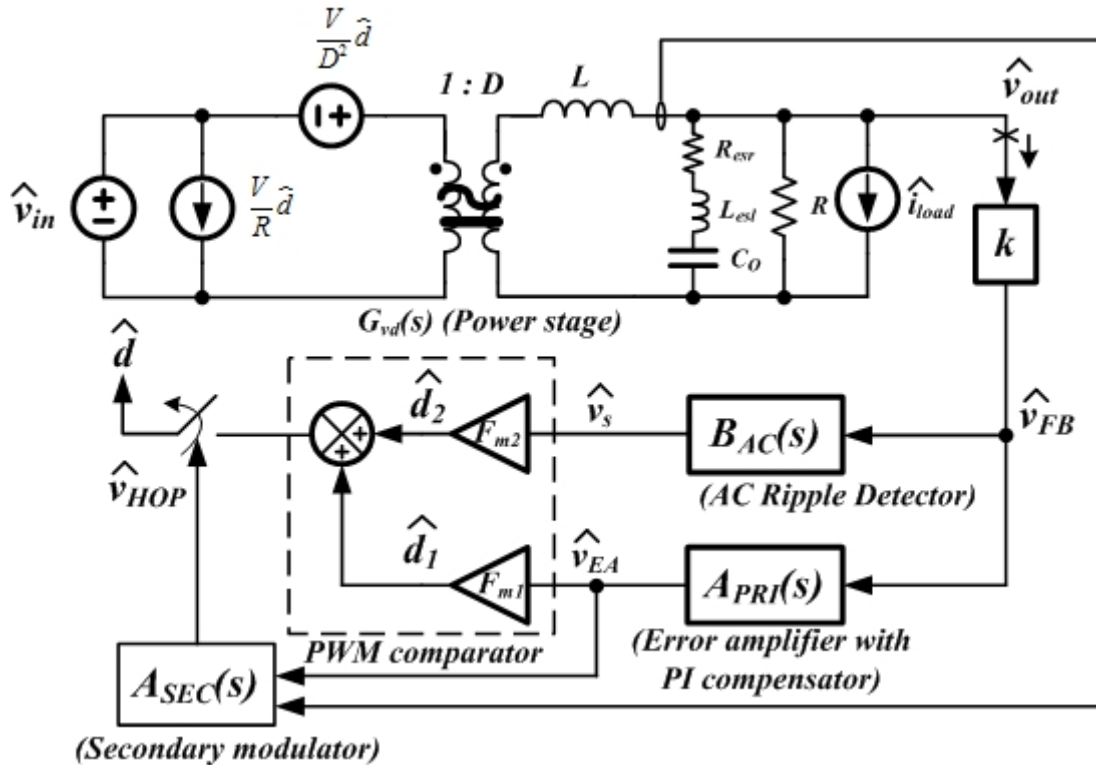 V/D² d̂
1 : D
L
v̂out
v̂in
V/R d̂
Resr
Lesl
CO
R
îload
k
Gvd(s) (Power stage)
d̂
v̂HOP
d̂2
Fm2
v̂s
BAC(s)
v̂FB
(AC Ripple Detector)
d̂1
Fm1
v̂EA
APRI(s)
PWM comparator
(Error amplifier with
PI compensator)
ASEC(s)
(Secondary modulator)